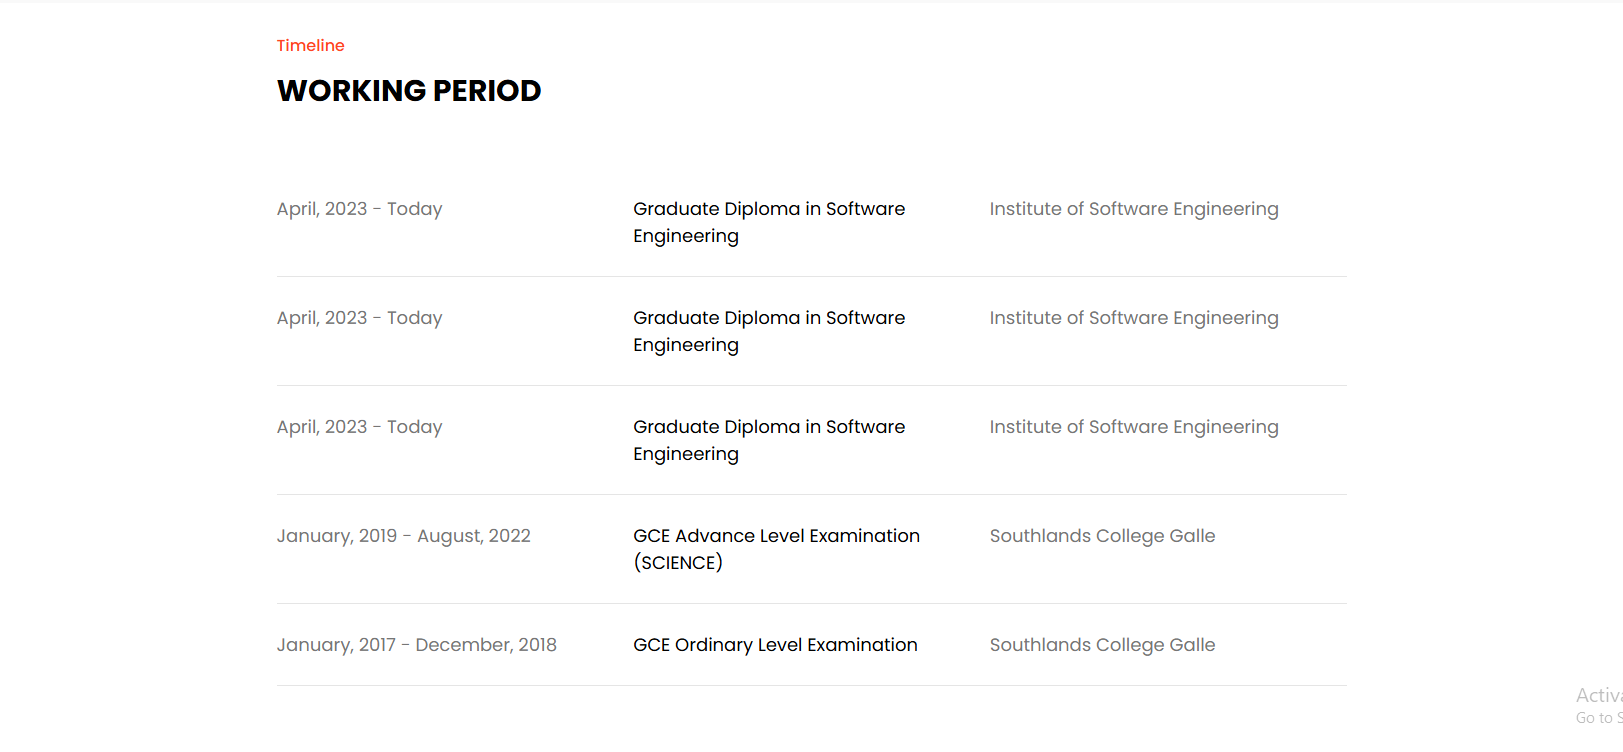 Timeline
WORKING PERIOD
April, 2023 - Today
Graduate Diploma in Software
Engineering
Institute of Software Engineering
April, 2023 - Today
Graduate Diploma in Software
Engineering
Institute of Software Engineering
April, 2023 - Today
Graduate Diploma in Software
Engineering
Institute of Software Engineering
January, 2019 - August, 2022
GCE Advance Level Examination
(SCIENCE)
Southlands College Galle
January, 2017 - December, 2018
GCE Ordinary Level Examination
Southlands College Galle
Activa
Go to S